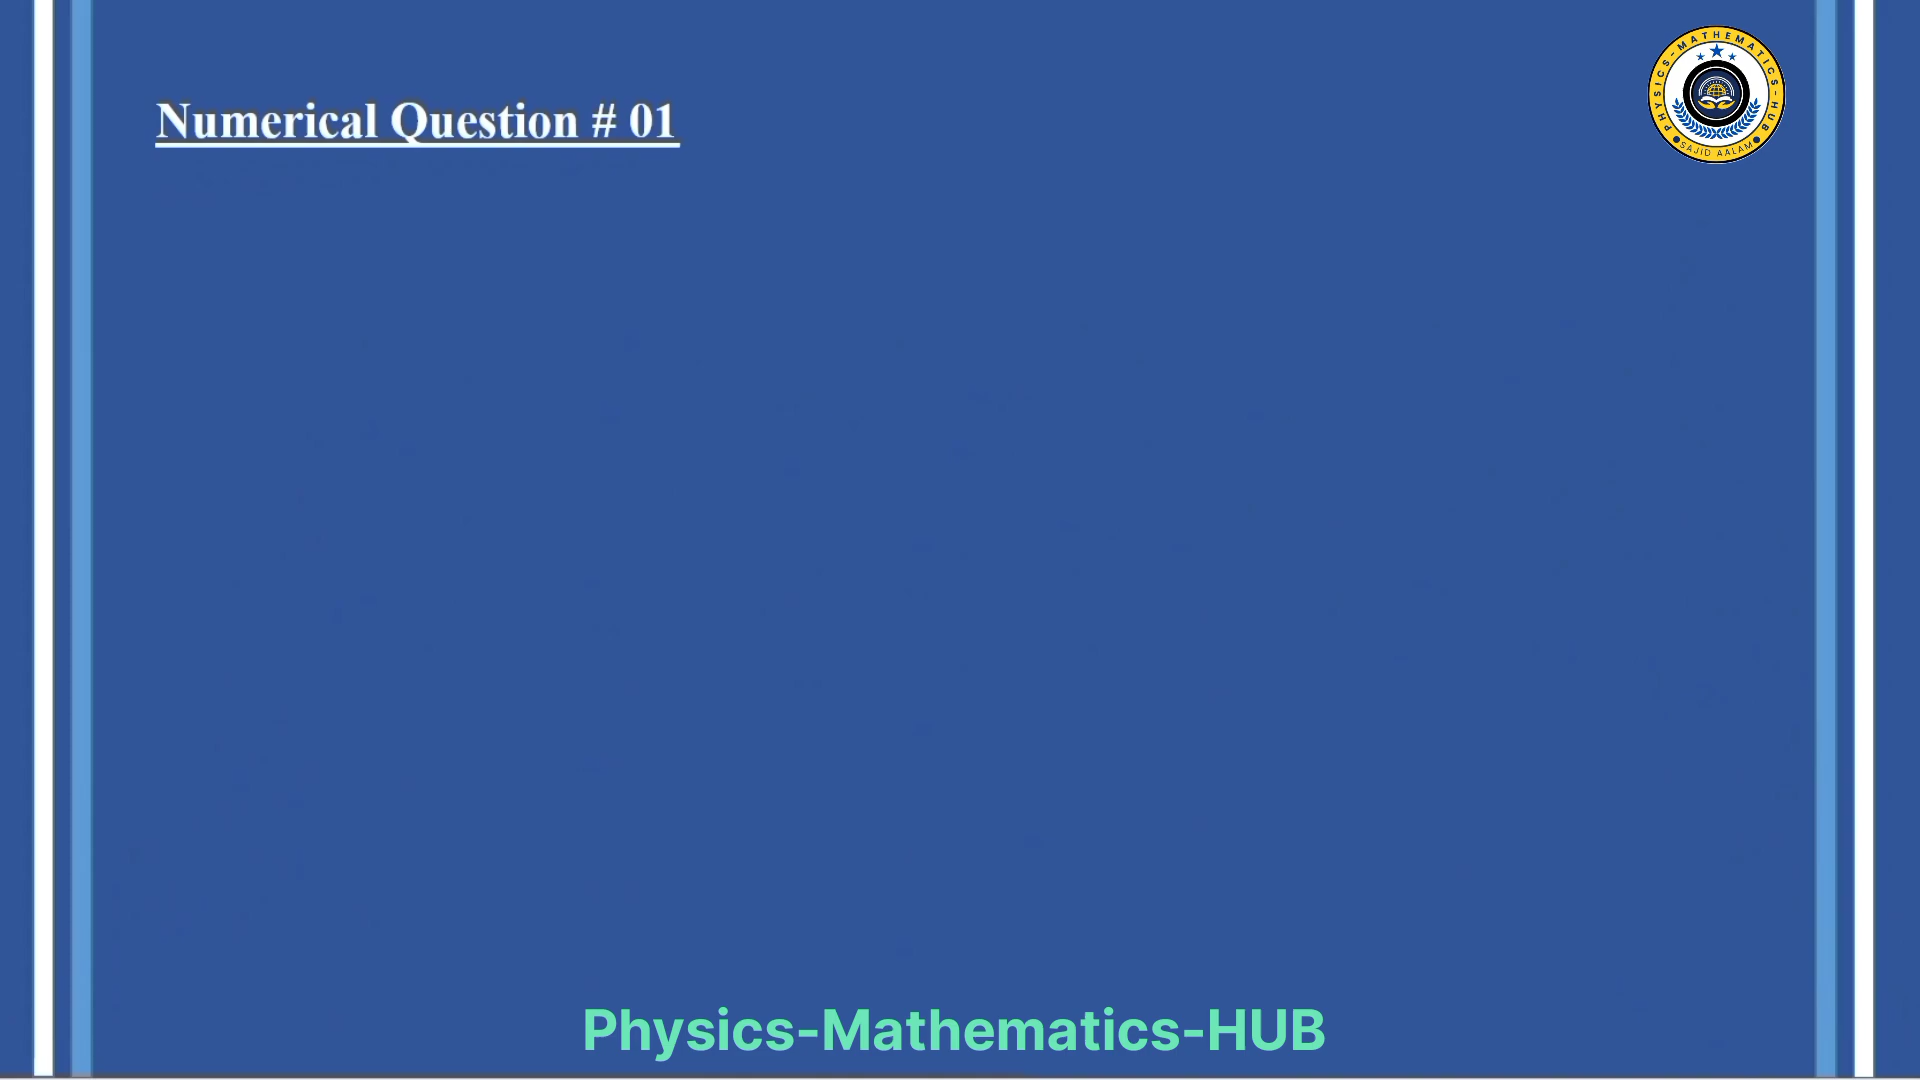 Numerical Question # 01
PHYSICS-MATHEMATICS-HUB
SAJID AALAM
Physics-Mathematics-HUB